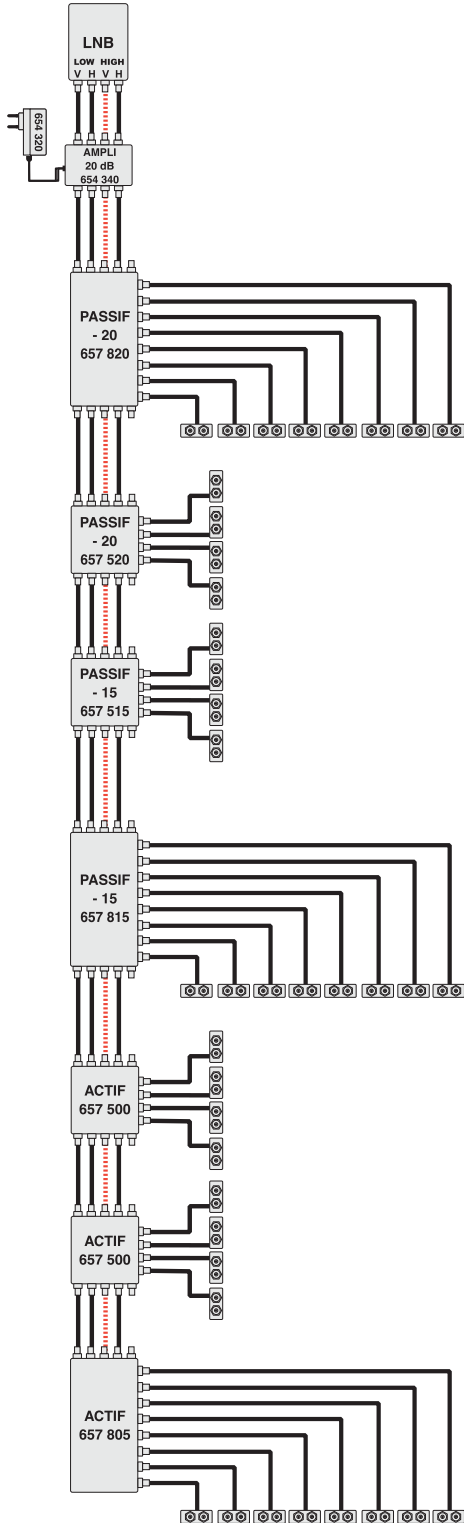 LNB
LOW HIGH
V H V H
654 320
AMPLI
20 dB
654 340
PASSIF
- 20
657 820
PASSIF
- 20
657 520
PASSIF
- 15
657 515
PASSIF
- 15
657 815
ACTIF
657 500
ACTIF
657 500
ACTIF
657 805